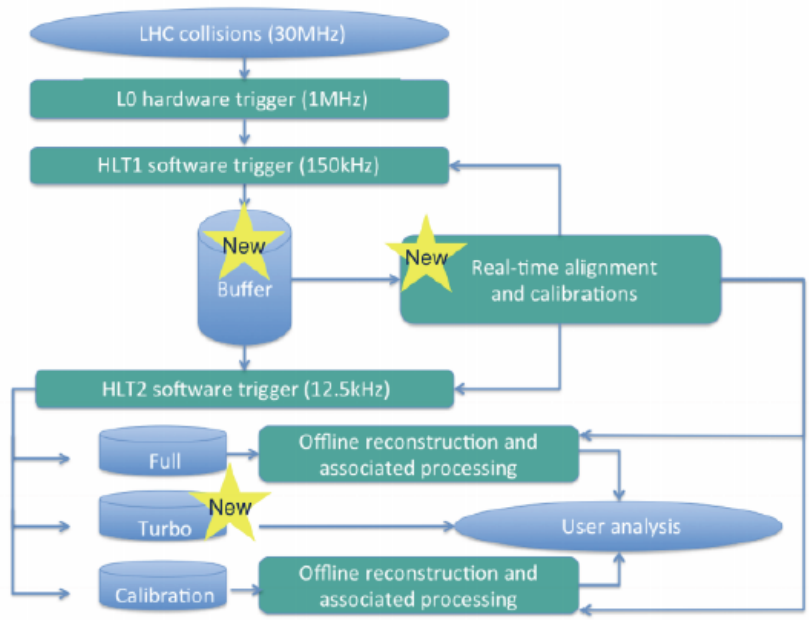 LHC collisions (30MHz)
L0 hardware trigger (1MHz)
HLT1 software trigger (150kHz)
New
Buffer
New
Real-time alignment
and calibrations
HLT2 software trigger (12.5kHz)
Full
Offline reconstruction and
associated processing
New
Turbo
User analysis
Calibration
Offline reconstruction and
associated processing